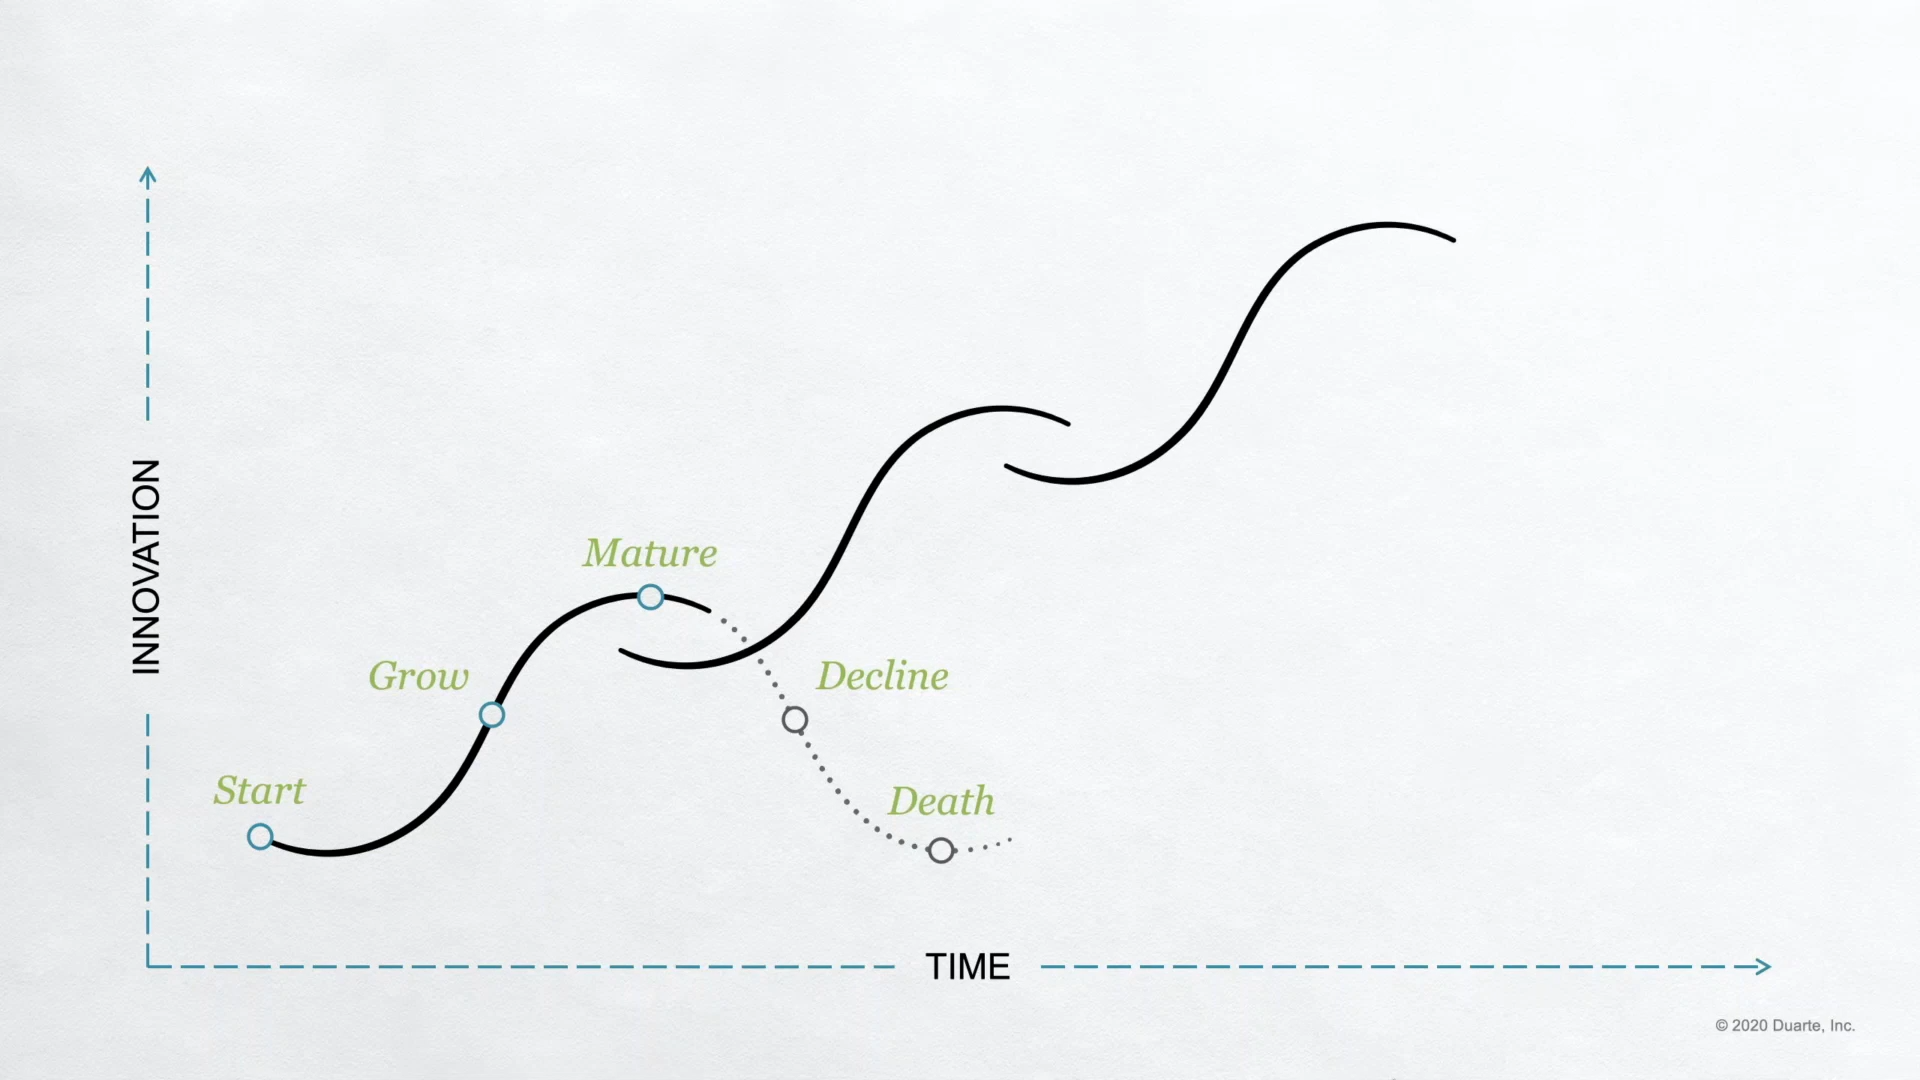 Mature
INNOVATION
Grow
Decline
Start
Death
TIME
© 2020 Duarte, Inc.